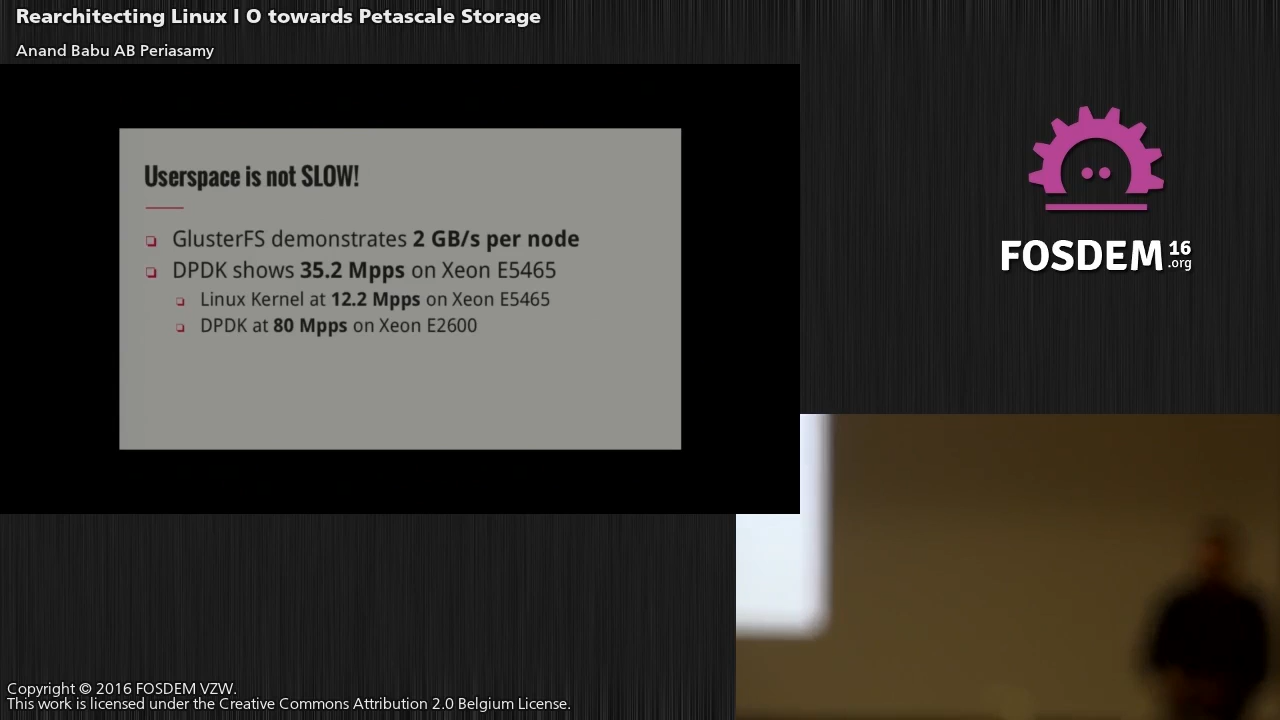 Rearchitecting Linux I O towards Petascale Storage
Anand Babu AB Periasamy
Userspace is not SLOW!
GlusterFS demonstrates 2 GB/s per node
DPDK shows 35.2 Mpps on Xeon E5465
Linux Kernel at 12.2 Mpps on Xeon E5465
DPDK at 80 Mpps on Xeon E2600
FOSDEM 16 .org
Copyright © 2016 FOSDEM VZW.
This work is licensed under the Creative Commons Attribution 2.0 Belgium License.